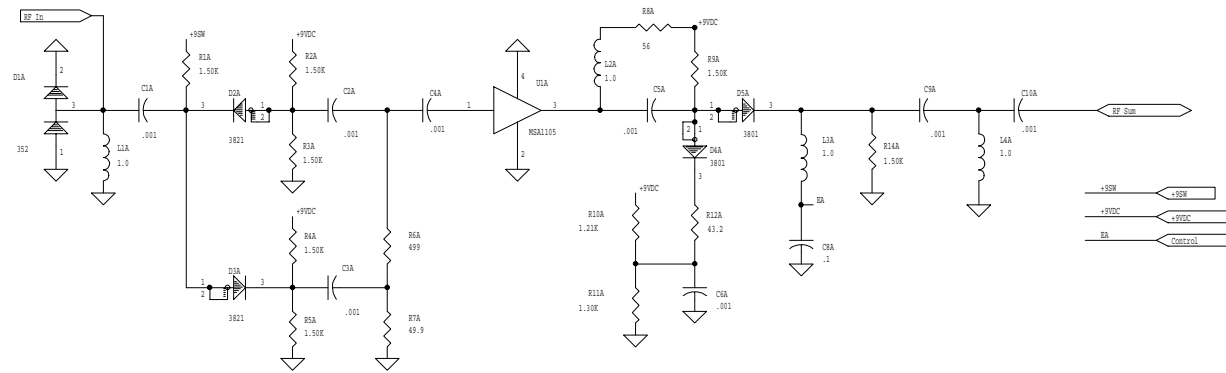 RF In
+9SW
R1A
1.50K
+9VDC
R2A
1.50K
D1A
2
3
352
1
C1A
.001
L1A
1.0
3
D2A
1
2
3821
R3A
1.50K
C2A
.001
C4A
.001
1
4
U1A
MSA1105
3
2
+9VDC
R4A
1.50K
R6A
499
1
2
D3A
3
3821
C3A
.001
R5A
1.50K
R7A
49.9
R8A
56
+9VDC
L2A
1.0
R9A
1.50K
C5A
.001
1
2
D5A
3801
2
1
D4A
3801
3
+9VDC
R10A
1.21K
R12A
43.2
R11A
1.30K
C6A
.001
L3A
1.0
EA
C8A
.1
R14A
1.50K
C9A
.001
L4A
1.0
C10A
.001
RF Sum
+9SW
+9SW
+9VDC
+9VDC
EA
Control